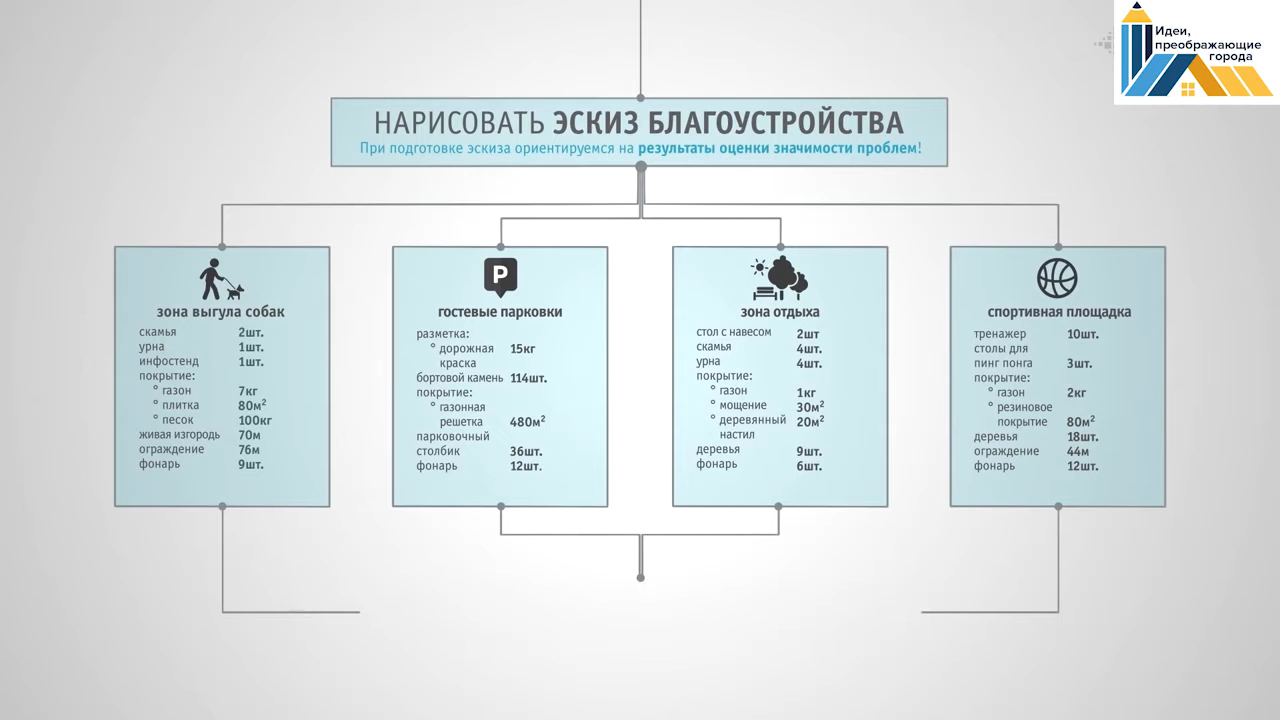 Идеи,
преображающие
города
НАРИСОВАТЬ ЭСКИЗ БЛАГОУСТРОЙСТВА
При подготовке эскиза ориентируемся на результаты оценки значимости проблем!
зона выгула собак
скамья 2шт.
урна 1шт.
инфостенд 1шт.
покрытие:
° газон 7кг
° плитка 80м²
° песок 100кг
живая изгородь 70м
ограждение 76м
фонарь 9шт.
P
гостевые парковки
разметка:
° дорожная 15кг
краска
бортовой камень 114шт.
покрытие:
° газонная
решетка 480м²
парковочный
столбик 36шт.
фонарь 12шт.
зона отдыха
стол с навесом 2шт
скамья 4шт.
урна 4шт.
покрытие:
° газон 1кг
° мощение 30м²
° деревянный 20м²
настил
деревья 9шт.
фонарь 6шт.
спортивная площадка
тренажер 10шт.
столы для
пинг понга 3шт.
покрытие:
° газон 2кг
° резиновое
покрытие 80м²
деревья 18шт.
ограждение 44м
фонарь 12шт.